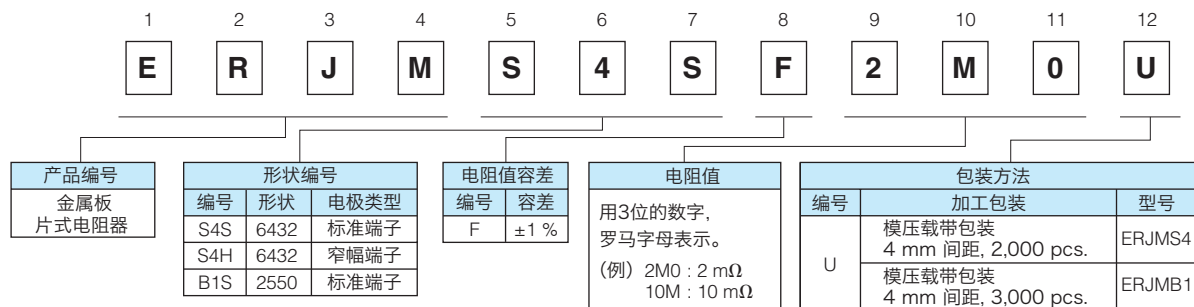 1 2 3 4 5 6 7 8 9 10 11 12
E R J M S 4 S F 2 M 0 U
产品编号
金属板
片式电阻器
形状编号
编号 形状 电极类型
S4S 6432 标准端子
S4H 6432 窄幅端子
B1S 2550 标准端子
电阻值容差
编号 容差
F ±1 %
电阻值
用3位的数字，
罗马字母表示。
（例）2M0 : 2 mΩ
10M : 10 mΩ
包装方法
编号 加工包装 型号
U
模压载带包装
4 mm 间距, 2,000 pcs.
ERJMS4
模压载带包装
4 mm 间距, 3,000 pcs.
ERJMB1